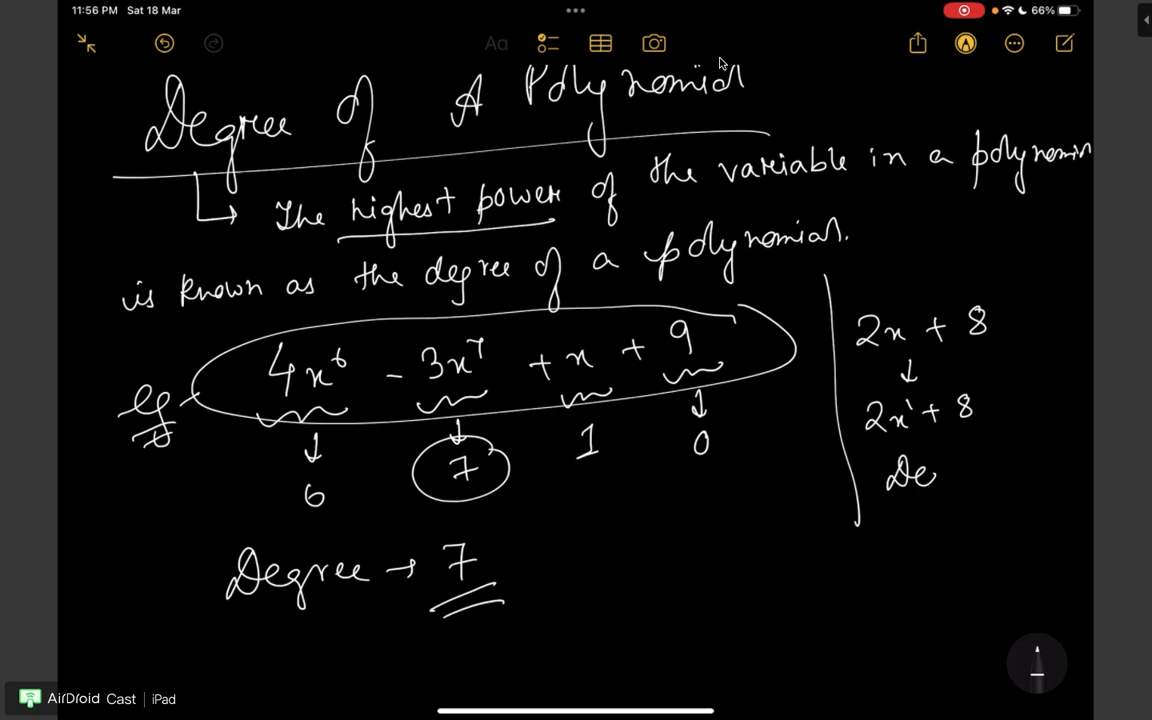 11:56 PM Sat 18 Mar
66%
Aa
Degree of A Polynomial
↳ The highest power of the variable in a polynomin
is known as the degree of a polynomial.
eg 4x⁶ - 3x⁷ + x + 9
↓ ↓ ↓
6 7 1 0
Degree → 7
2x + 8
↓
2x¹ + 8
De
AirDroid Cast | iPad